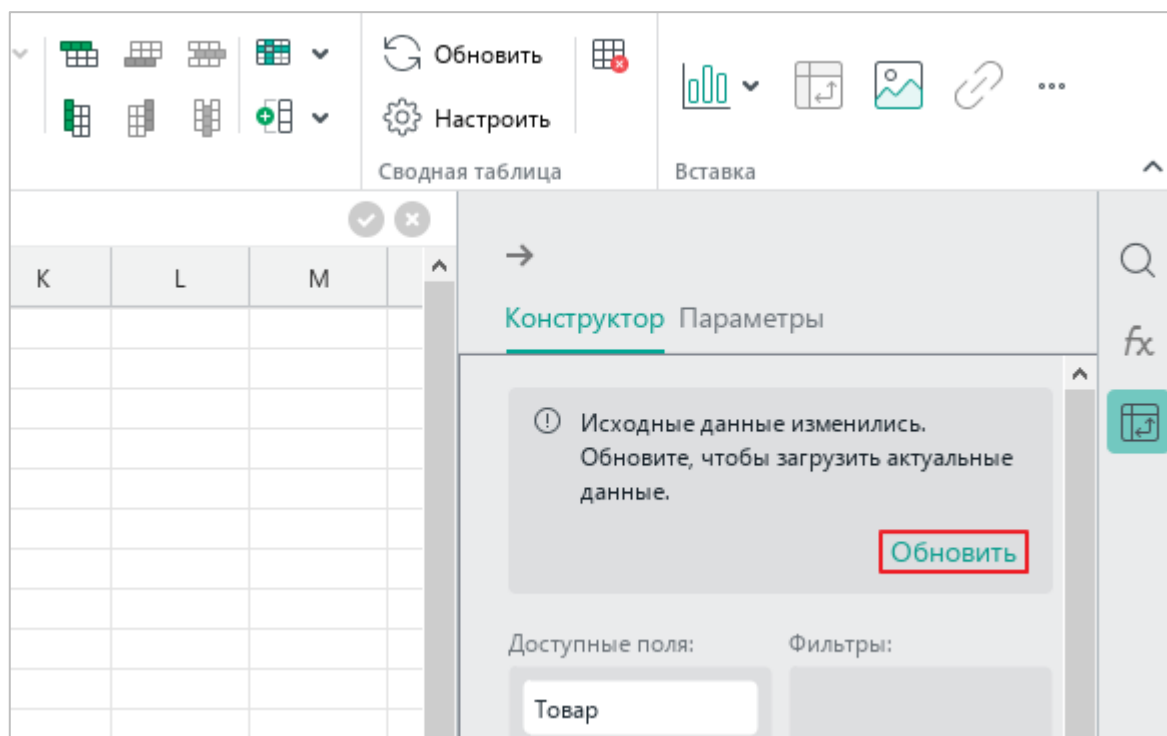 Обновить
Настроить
Сводная таблица
Вставка
K L M
Конструктор Параметры
fx
Исходные данные изменились.
Обновите, чтобы загрузить актуальные
данные.
Обновить
Доступные поля: Фильтры:
Товар